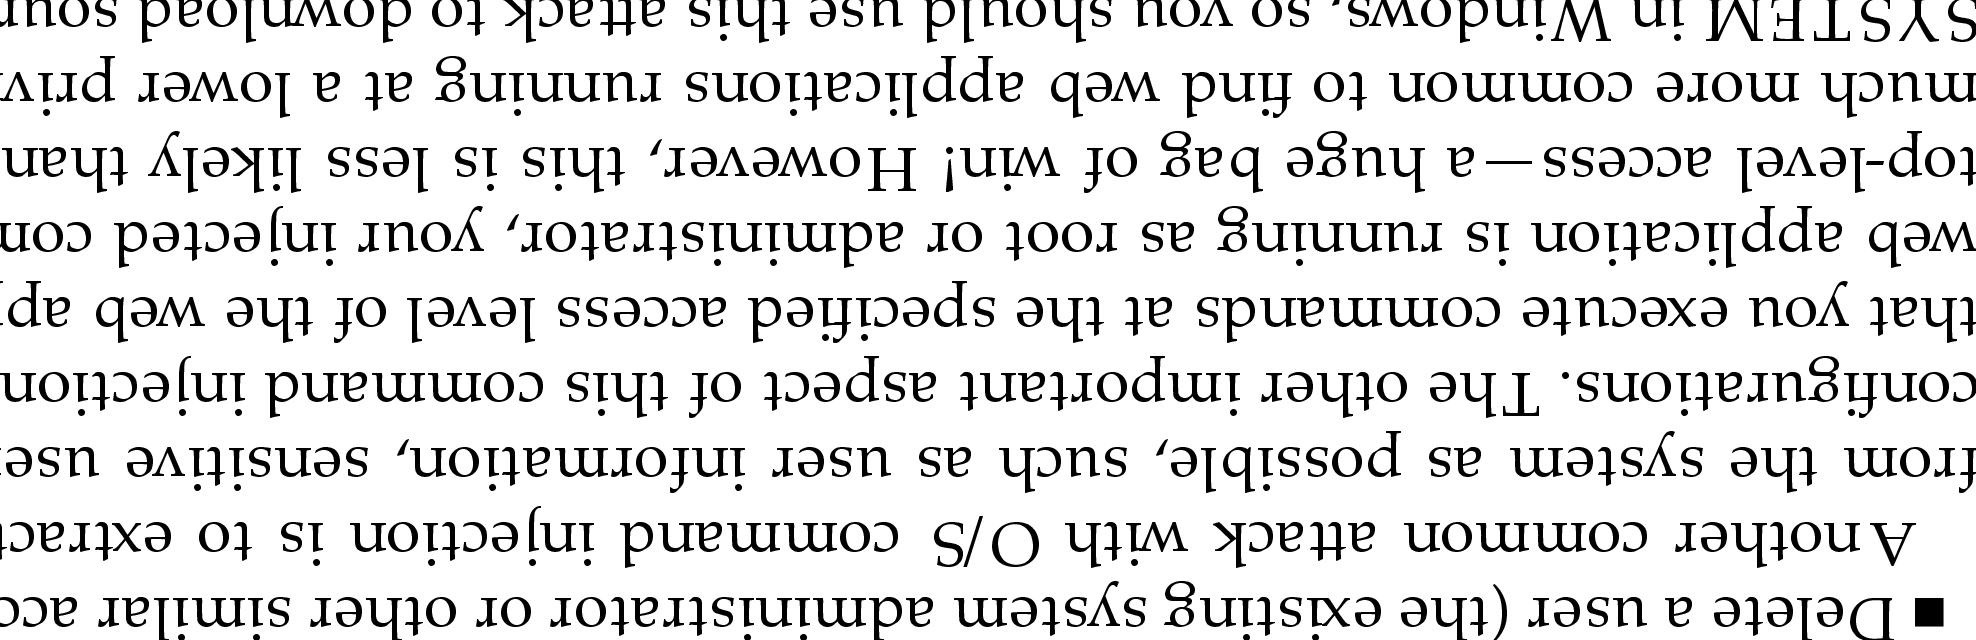 ■ Delete a user (the existing system administrator or other similar acc
Another common attack with O/S command injection is to extract
from the system as possible, such as user information, sensitive use
configurations. The other important aspect of this command injection
that you execute commands at the specified access level of the web ap
web application is running as root or administrator, your injected com
top-level access—a huge bag of win! However, this is less likely than
much more common to find web applications running at a lower priv
SYSTEM in Windows, so you should use this attack to download sour